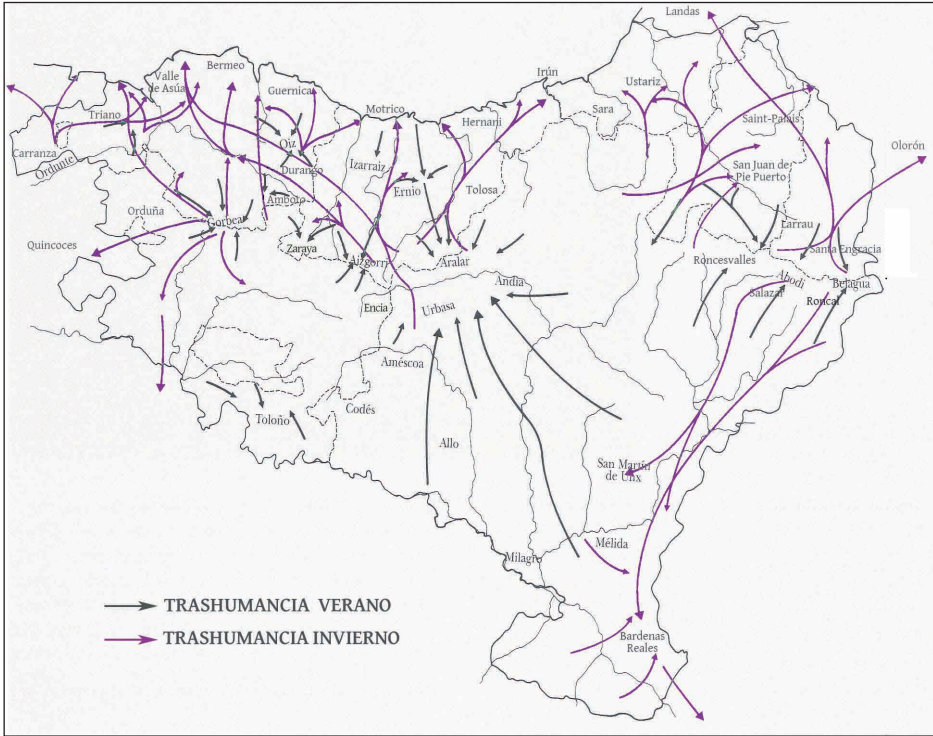 Landas
Olorón
Bermeo
Valle
de Asúa
Guernica
Irún
Ustariz
Triano
Motrico
Hernani
Sara
Saint-Palais
Carranza
Ordunte
Oiz
Izarraiz
Durango
Ernio
Tolosa
San Juan de
Pie Puerto
Orduña
Amboto
Gorbea
Larrau
Quincoces
Zaraya
Aizgorri
Aralar
Roncesvalles
Santa Engracia
Andia
Abodi
Salazar
Belagua
Roncal
Encia
Urbasa
Améscoa
Toloño
Codés
Allo
San Martín
de Unx
Milagro
Mélida
TRASHUMANCIA VERANO
TRASHUMANCIA INVIERNO
Bardenas
Reales